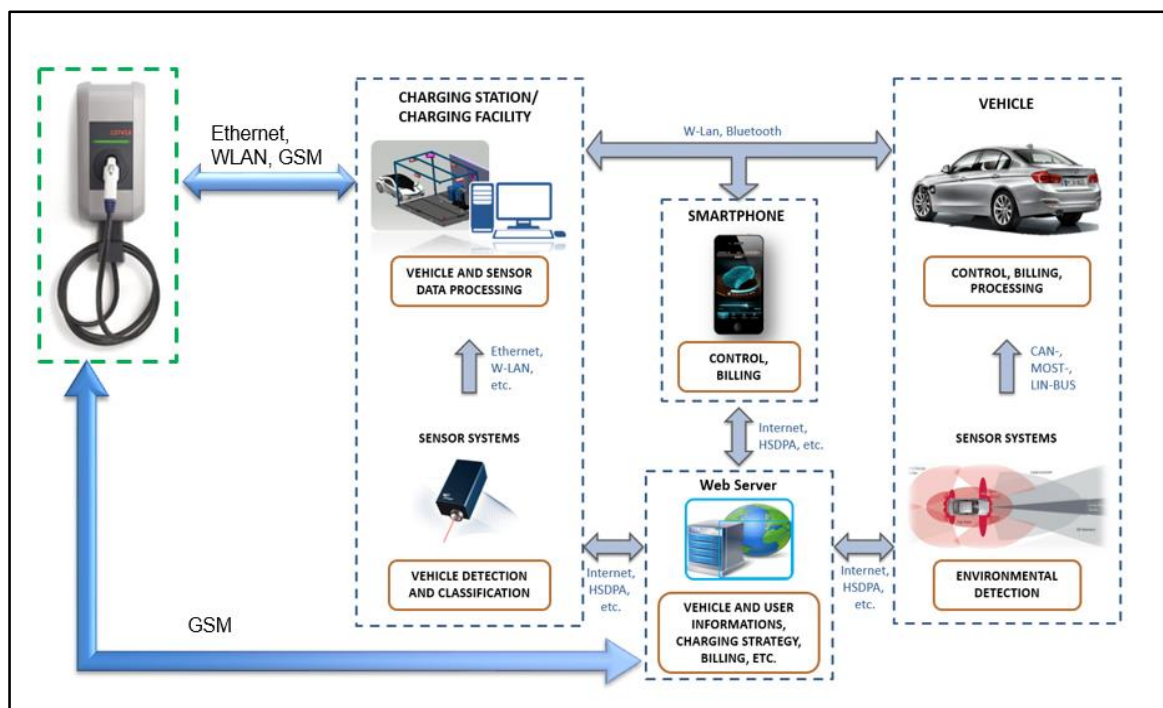 Ethernet,
WLAN, GSM
CHARGING STATION/
CHARGING FACILITY
VEHICLE AND SENSOR
DATA PROCESSING
Ethernet,
W-LAN,
etc.
SENSOR SYSTEMS
VEHICLE DETECTION
AND CLASSIFICATION
W-Lan, Bluetooth
SMARTPHONE
CONTROL,
BILLING
Internet,
HSDPA, etc.
Web Server
VEHICLE AND USER
INFORMATIONS,
CHARGING STRATEGY,
BILLING, ETC.
Internet,
HSDPA,
etc.
Internet,
HSDPA,
etc.
VEHICLE
CONTROL, BILLING,
PROCESSING
CAN-,
MOST-,
LIN-BUS
SENSOR SYSTEMS
ENVIRONMENTAL
DETECTION
GSM